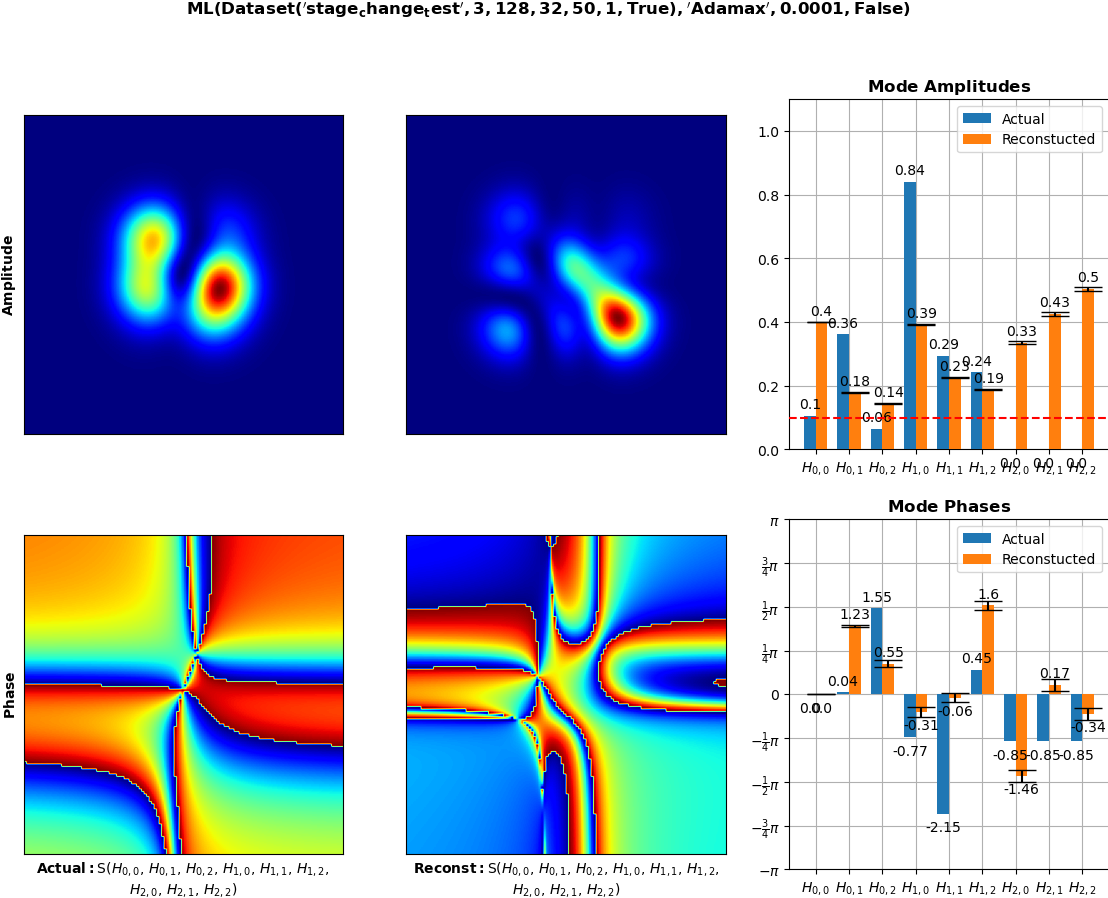 ML(Dataset('stage_change_test', 3, 128, 32, 50, 1, True), 'Adamax', 0.0001, False)
Amplitude
Mode Amplitudes
Actual
Reconstucted
1.0
0.8
0.6
0.4
0.2
0.0
0.1
0.4
0.36
0.18
0.06
0.14
0.84
0.39
0.29
0.23
0.24
0.19
0.0
0.33
0.0
0.43
0.0
0.5
H0,0 H0,1 H0,2 H1,0 H1,1 H1,2 H2,0 H2,1 H2,2
Phase
Actual: S(H0,0, H0,1, H0,2, H1,0, H1,1, H1,2,
H2,0, H2,1, H2,2)
Reconst: S(H0,0, H0,1, H0,2, H1,0, H1,1, H1,2,
H2,0, H2,1, H2,2)
Mode Phases
Actual
Reconstucted
π
3/4π
1/2π
1/4π
0
−1/4π
−1/2π
−3/4π
−π
0.0
0.0
0.04
1.23
1.55
0.55
-0.77
-0.31
-2.15
-0.06
0.45
1.6
-0.85
-1.46
-0.85
0.17
-0.85
-0.34
H0,0 H0,1 H0,2 H1,0 H1,1 H1,2 H2,0 H2,1 H2,2